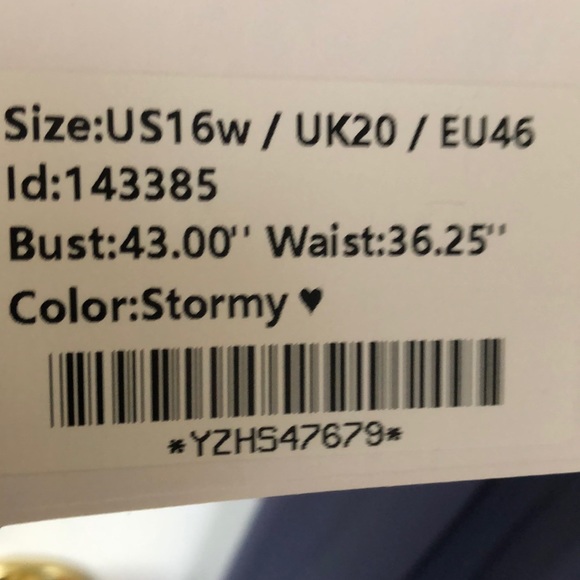 Size:US16w / UK20 / EU46
Id:143385
Bust:43.00'' Waist:36.25''
Color:Stormy ♥
*YZHS47679*